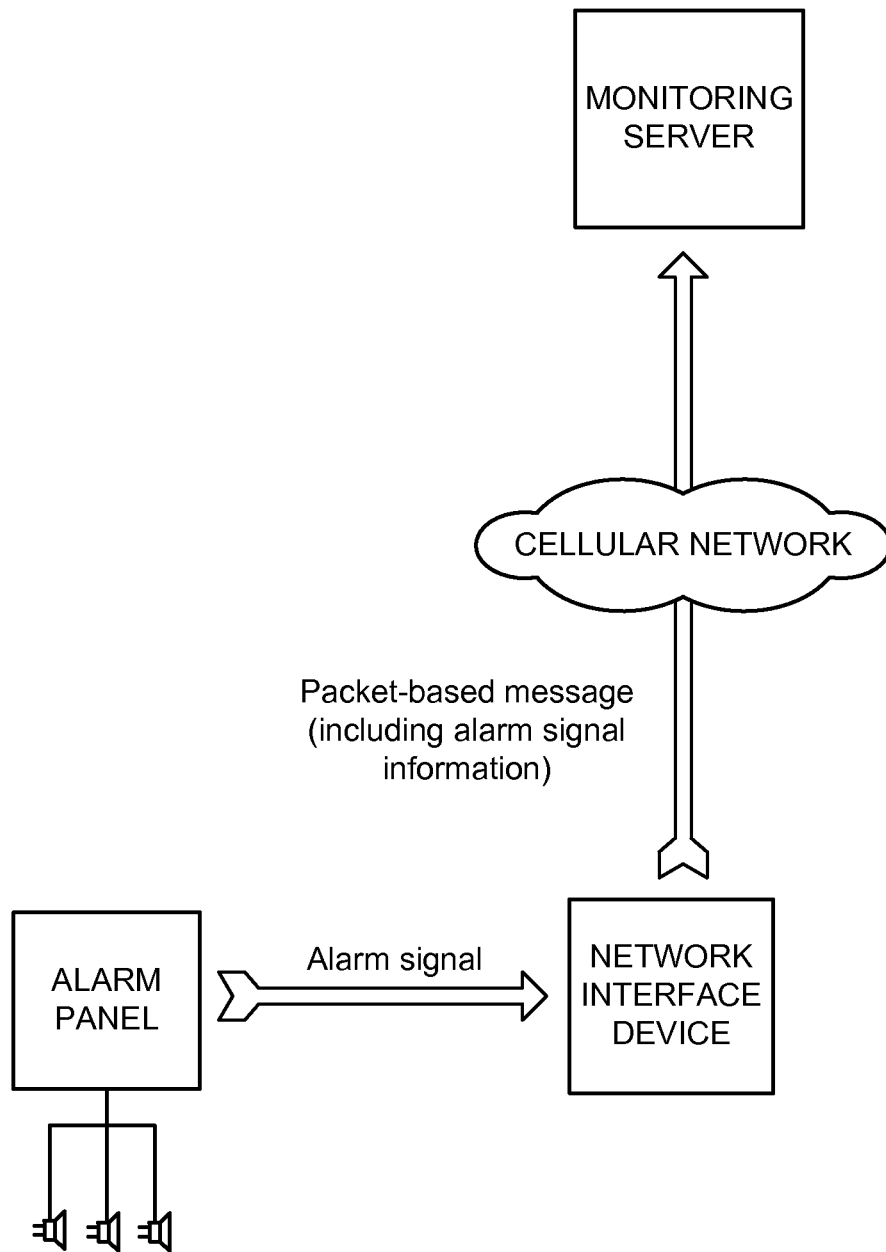 MONITORING
SERVER
CELLULAR NETWORK
Packet-based message
(including alarm signal
information)
Alarm signal
ALARM
PANEL
NETWORK
INTERFACE
DEVICE